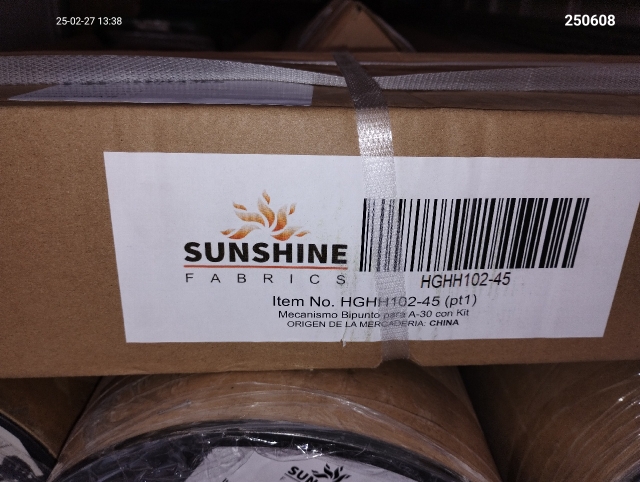 25-02-27 13:38
250608
SUNSHINE
FABRICS
HGHH102-45
Item No. HGHH102-45 (pt1)
Mecanismo Bipunto para A-30 con Kit
ORIGEN DE LA MERCADERIA: CHINA